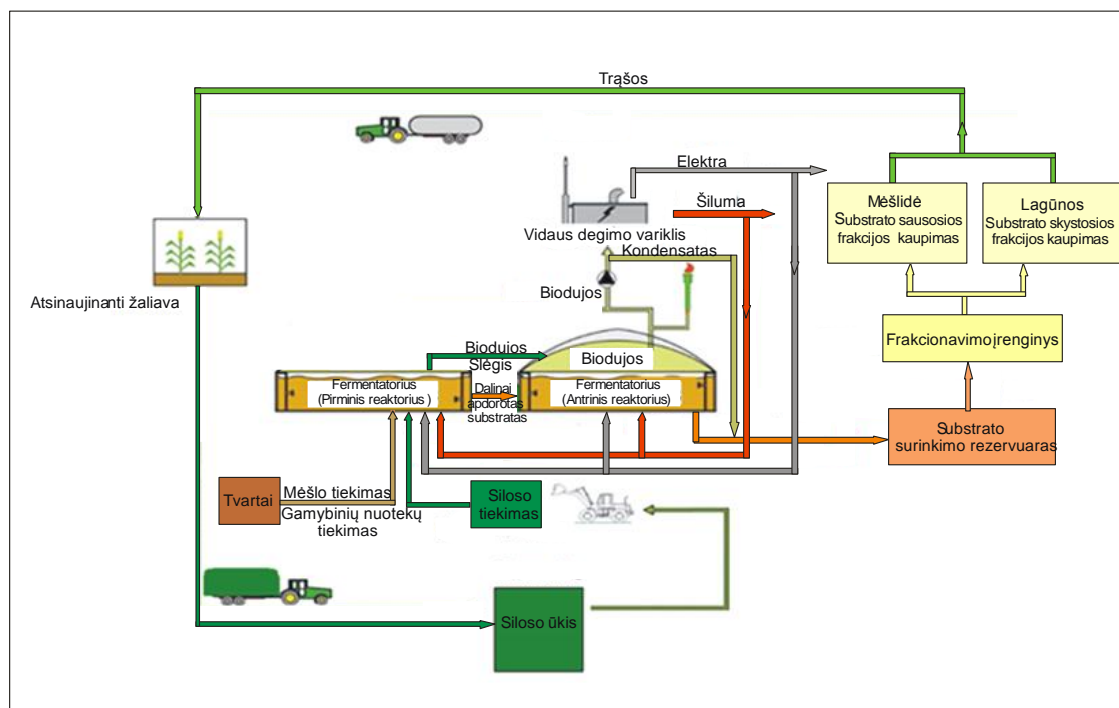 Trąšos
Elektra
Šiluma
Mėšlidė
Substrato sausosios
frakcijos kaupimas
Lagūnos
Substrato skystosios
frakcijos kaupimas
Vidaus degimo variklis
Kondensatas
Biodujos
Atsinaujinanti žaliava
Frakcionavimoįrenginys
Biodujos
Slėgis
Biodujos
Fermentatorius
(Pirminis reaktorius )
Dalinai
apdorotas
substratas
Fermentatorius
(Antrinis reaktorius)
Substrato
surinkimo rezervuaras
Tvartai
Mėšlo tiekimas
Gamybinių nuotekų
tiekimas
Siloso
tiekimas
Siloso ūkis